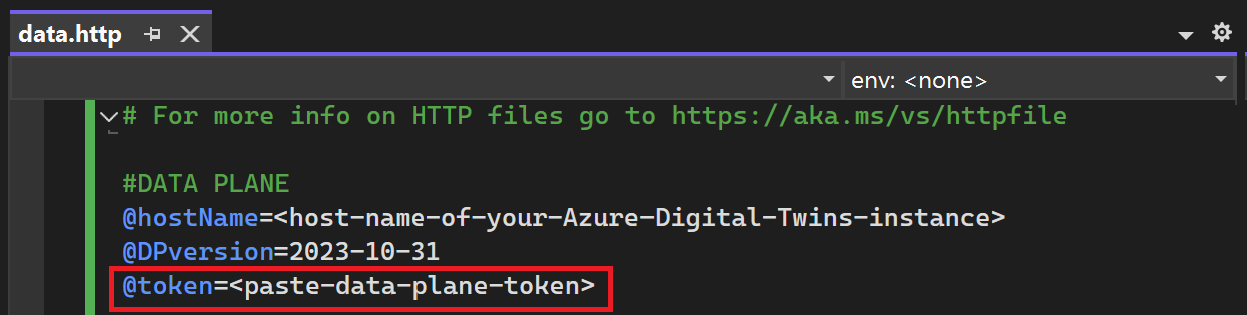 data.http
env: <none>
# For more info on HTTP files go to https://aka.ms/vs/httpfile
#DATA PLANE
@hostName=<host-name-of-your-Azure-Digital-Twins-instance>
@DPversion=2023-10-31
@token=<paste-data-plane-token>